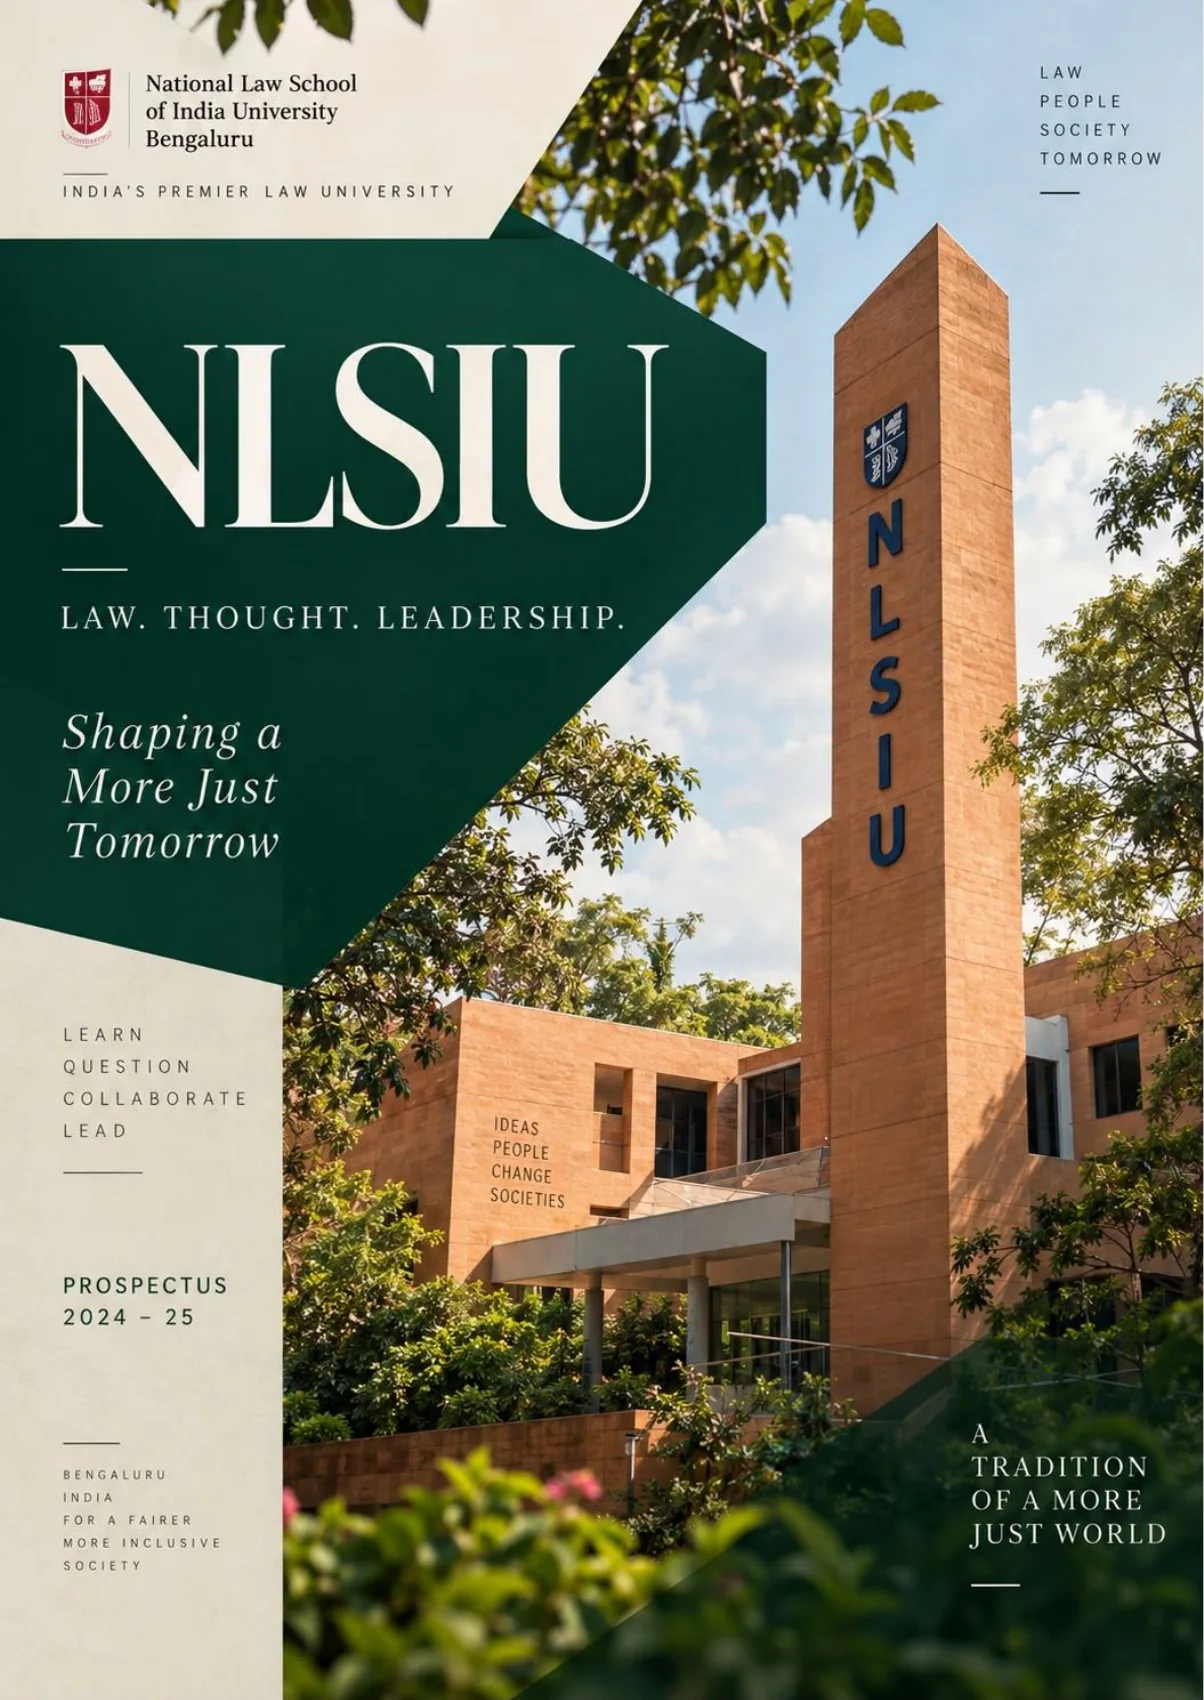 National Law School
of India University
Bengaluru
INDIA'S PREMIER LAW UNIVERSITY
LAW
PEOPLE
SOCIETY
TOMORROW
NLSIU
LAW. THOUGHT. LEADERSHIP.
Shaping a
More Just
Tomorrow
NLSIU
LEARN
QUESTION
COLLABORATE
LEAD
IDEAS
PEOPLE
CHANGE
SOCIETIES
PROSPECTUS
2024 – 25
BENGALURU
INDIA
FOR A FAIRER
MORE INCLUSIVE
SOCIETY
A
TRADITION
OF A MORE
JUST WORLD